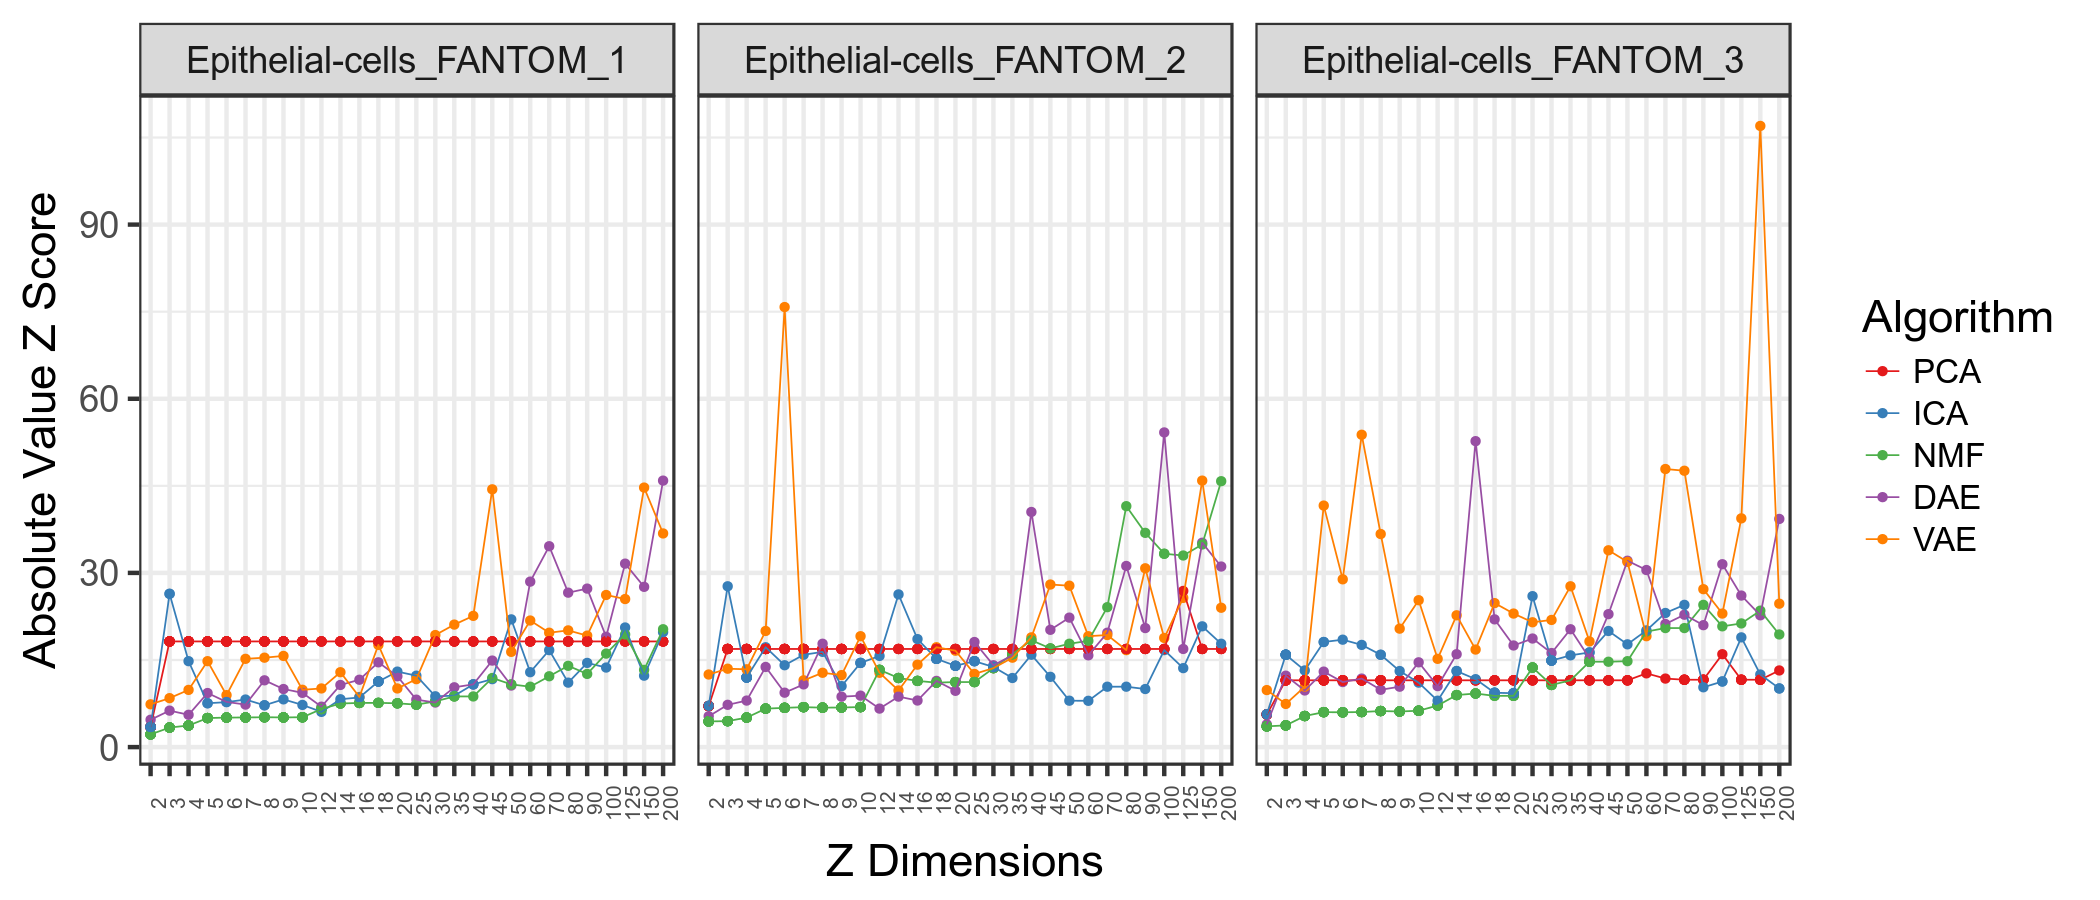 Epithelial-cells_FANTOM_1 Epithelial-cells_FANTOM_2 Epithelial-cells_FANTOM_3
Absolute Value Z Score
90
60
30
0
2 3 4 5 6 7 8 9 10 12 14 16 18 20 25 30 35 40 45 50 60 70 80 90 100 125 150 200
2 3 4 5 6 7 8 9 10 12 14 16 18 20 25 30 35 40 45 50 60 70 80 90 100 125 150 200
2 3 4 5 6 7 8 9 10 12 14 16 18 20 25 30 35 40 45 50 60 70 80 90 100 125 150 200
Z Dimensions
Algorithm
PCA
ICA
NMF
DAE
VAE